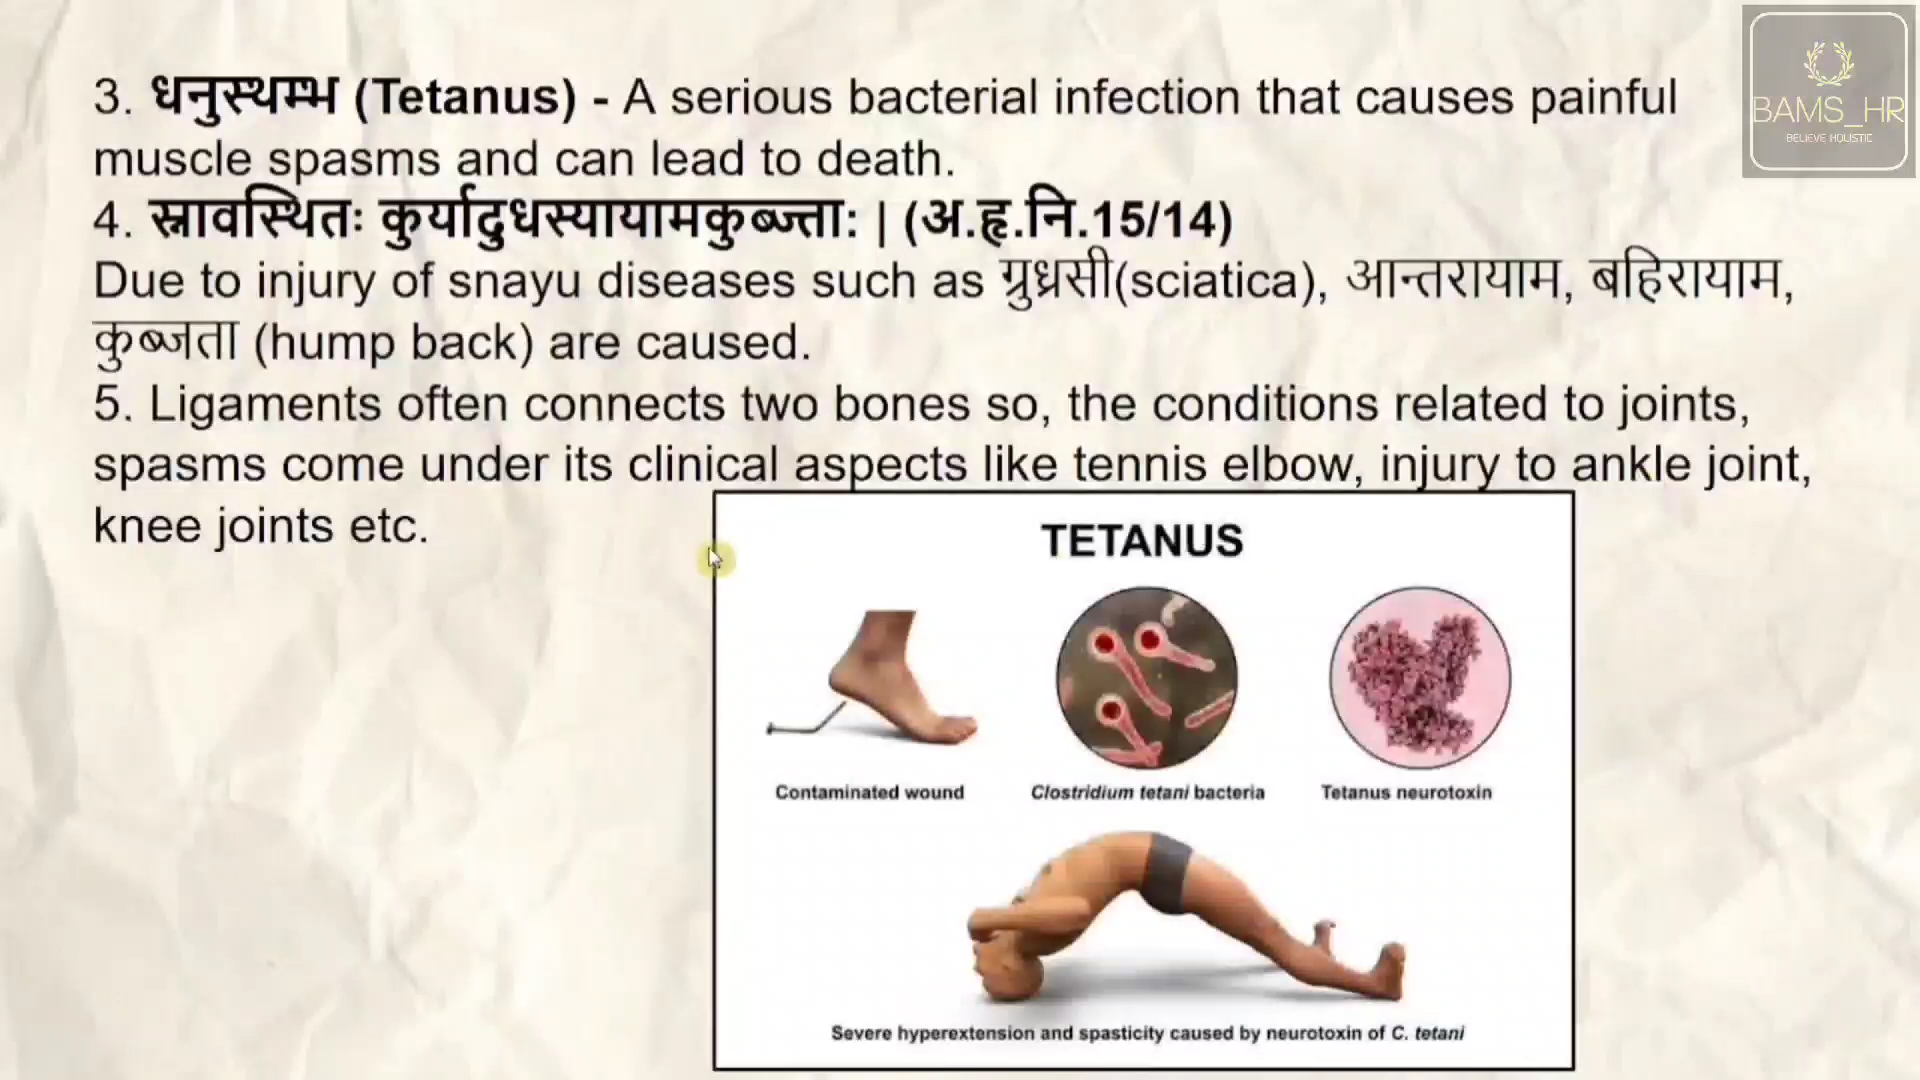 3. धनुस्थम्भ (Tetanus) - A serious bacterial infection that causes painful
muscle spasms and can lead to death.
4. स्नावस्थितः कुर्याद्गुधस्यायामकुब्ज्ता: | (अ.हृ.नि.15/14)
Due to injury of snayu diseases such as ग्रुध्रसी(sciatica), आन्तरायाम, बहिरायाम,
कुब्जता (hump back) are caused.
5. Ligaments often connects two bones so, the conditions related to joints,
spasms come under its clinical aspects like tennis elbow, injury to ankle joint,
knee joints etc.
BAMS_HR
BELIEVE HOLISTIC
TETANUS
Contaminated wound
Clostridium tetani bacteria
Tetanus neurotoxin
Severe hyperextension and spasticity caused by neurotoxin of C. tetani